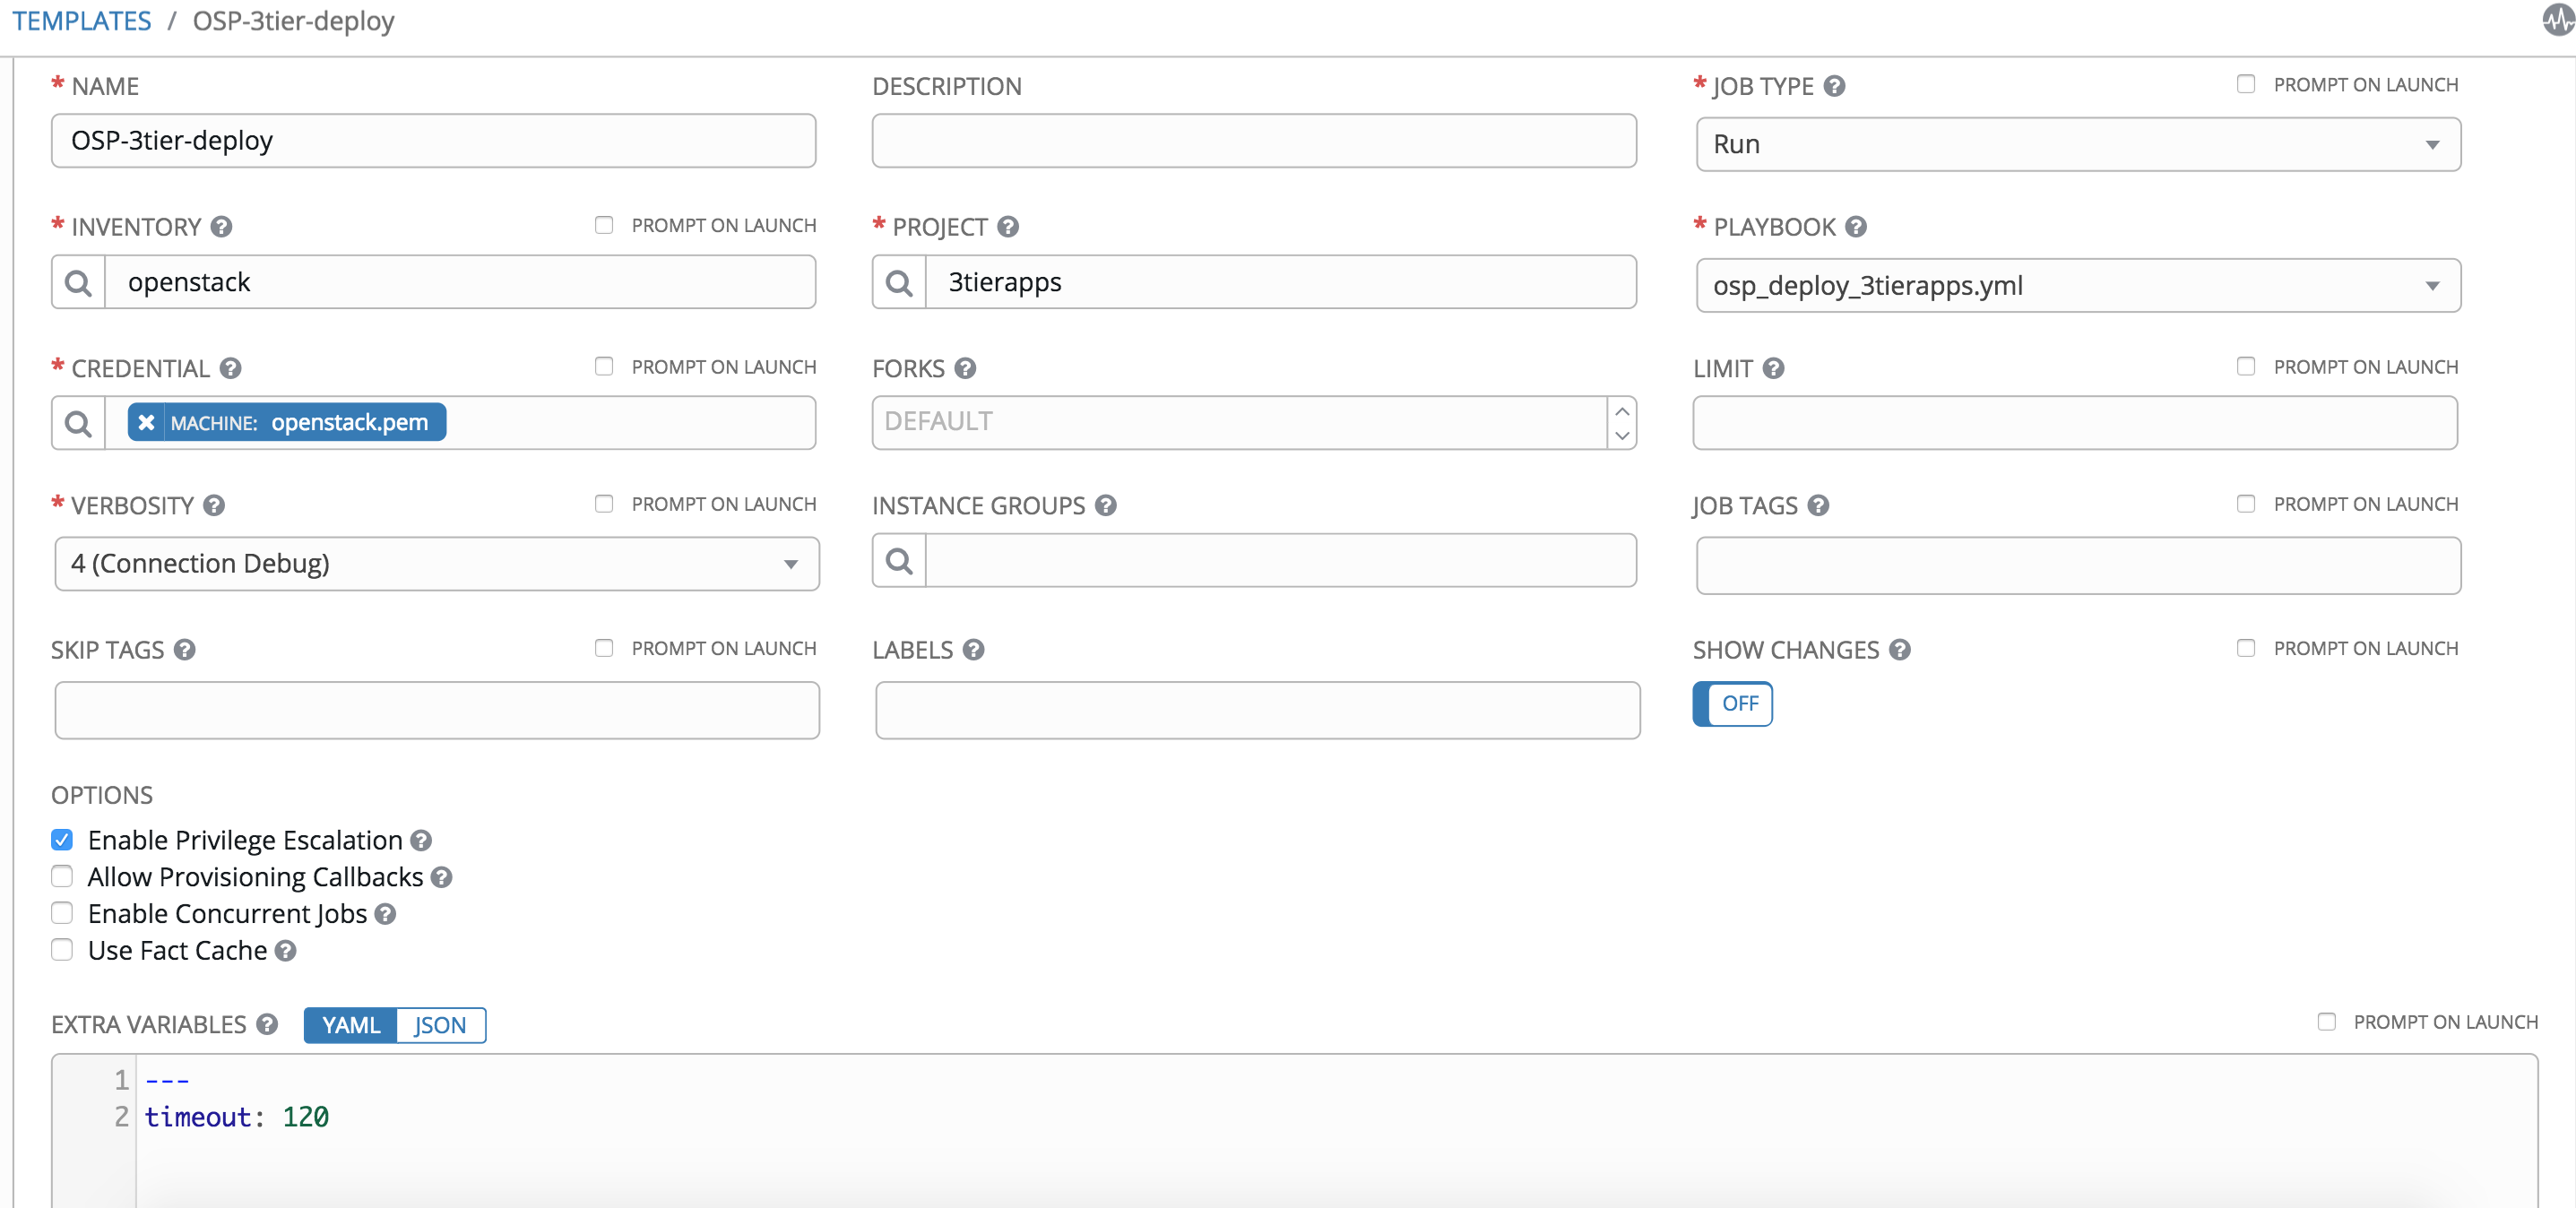 TEMPLATES / OSP-3tier-deploy
* NAME
DESCRIPTION
* JOB TYPE ?
PROMPT ON LAUNCH
OSP-3tier-deploy
Run
* INVENTORY ?
PROMPT ON LAUNCH
* PROJECT ?
* PLAYBOOK ?
openstack
3tierapps
osp_deploy_3tierapps.yml
* CREDENTIAL ?
PROMPT ON LAUNCH
FORKS ?
LIMIT ?
PROMPT ON LAUNCH
MACHINE: openstack.pem
DEFAULT
* VERBOSITY ?
PROMPT ON LAUNCH
INSTANCE GROUPS ?
JOB TAGS ?
PROMPT ON LAUNCH
4 (Connection Debug)
SKIP TAGS ?
PROMPT ON LAUNCH
LABELS ?
SHOW CHANGES ?
PROMPT ON LAUNCH
OFF
OPTIONS
Enable Privilege Escalation ?
Allow Provisioning Callbacks ?
Enable Concurrent Jobs ?
Use Fact Cache ?
EXTRA VARIABLES ?
YAML JSON
PROMPT ON LAUNCH
1 ---
2 timeout: 120